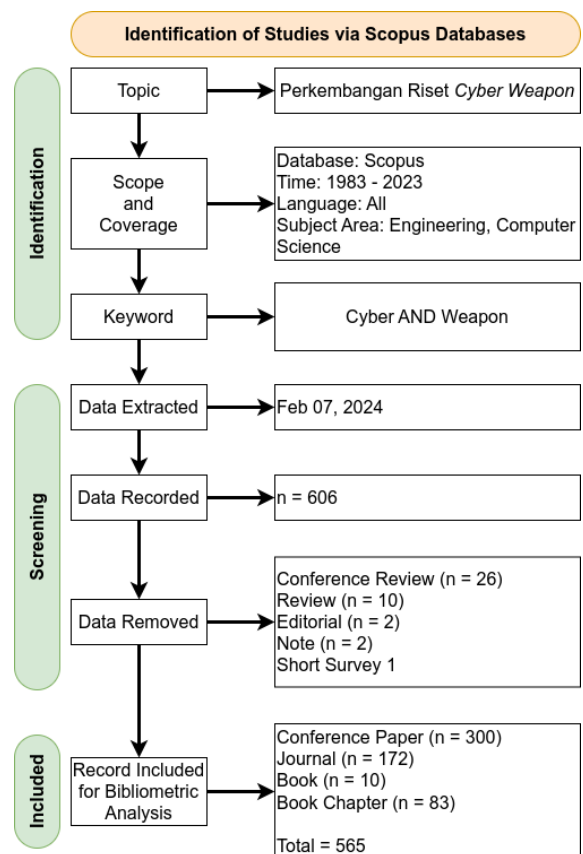 Identification of Studies via Scopus Databases
Identification
Topic
Perkembangan Riset Cyber Weapon
Scope
and
Coverage
Database: Scopus
Time: 1983 - 2023
Language: All
Subject Area: Engineering, Computer
Science
Keyword
Cyber AND Weapon
Screening
Data Extracted
Feb 07, 2024
Data Recorded
n = 606
Data Removed
Conference Review (n = 26)
Review (n = 10)
Editorial (n = 2)
Note (n = 2)
Short Survey 1
Included
Record Included
for Bibliometric
Analysis
Conference Paper (n = 300)
Journal (n = 172)
Book (n = 10)
Book Chapter (n = 83)
Total = 565